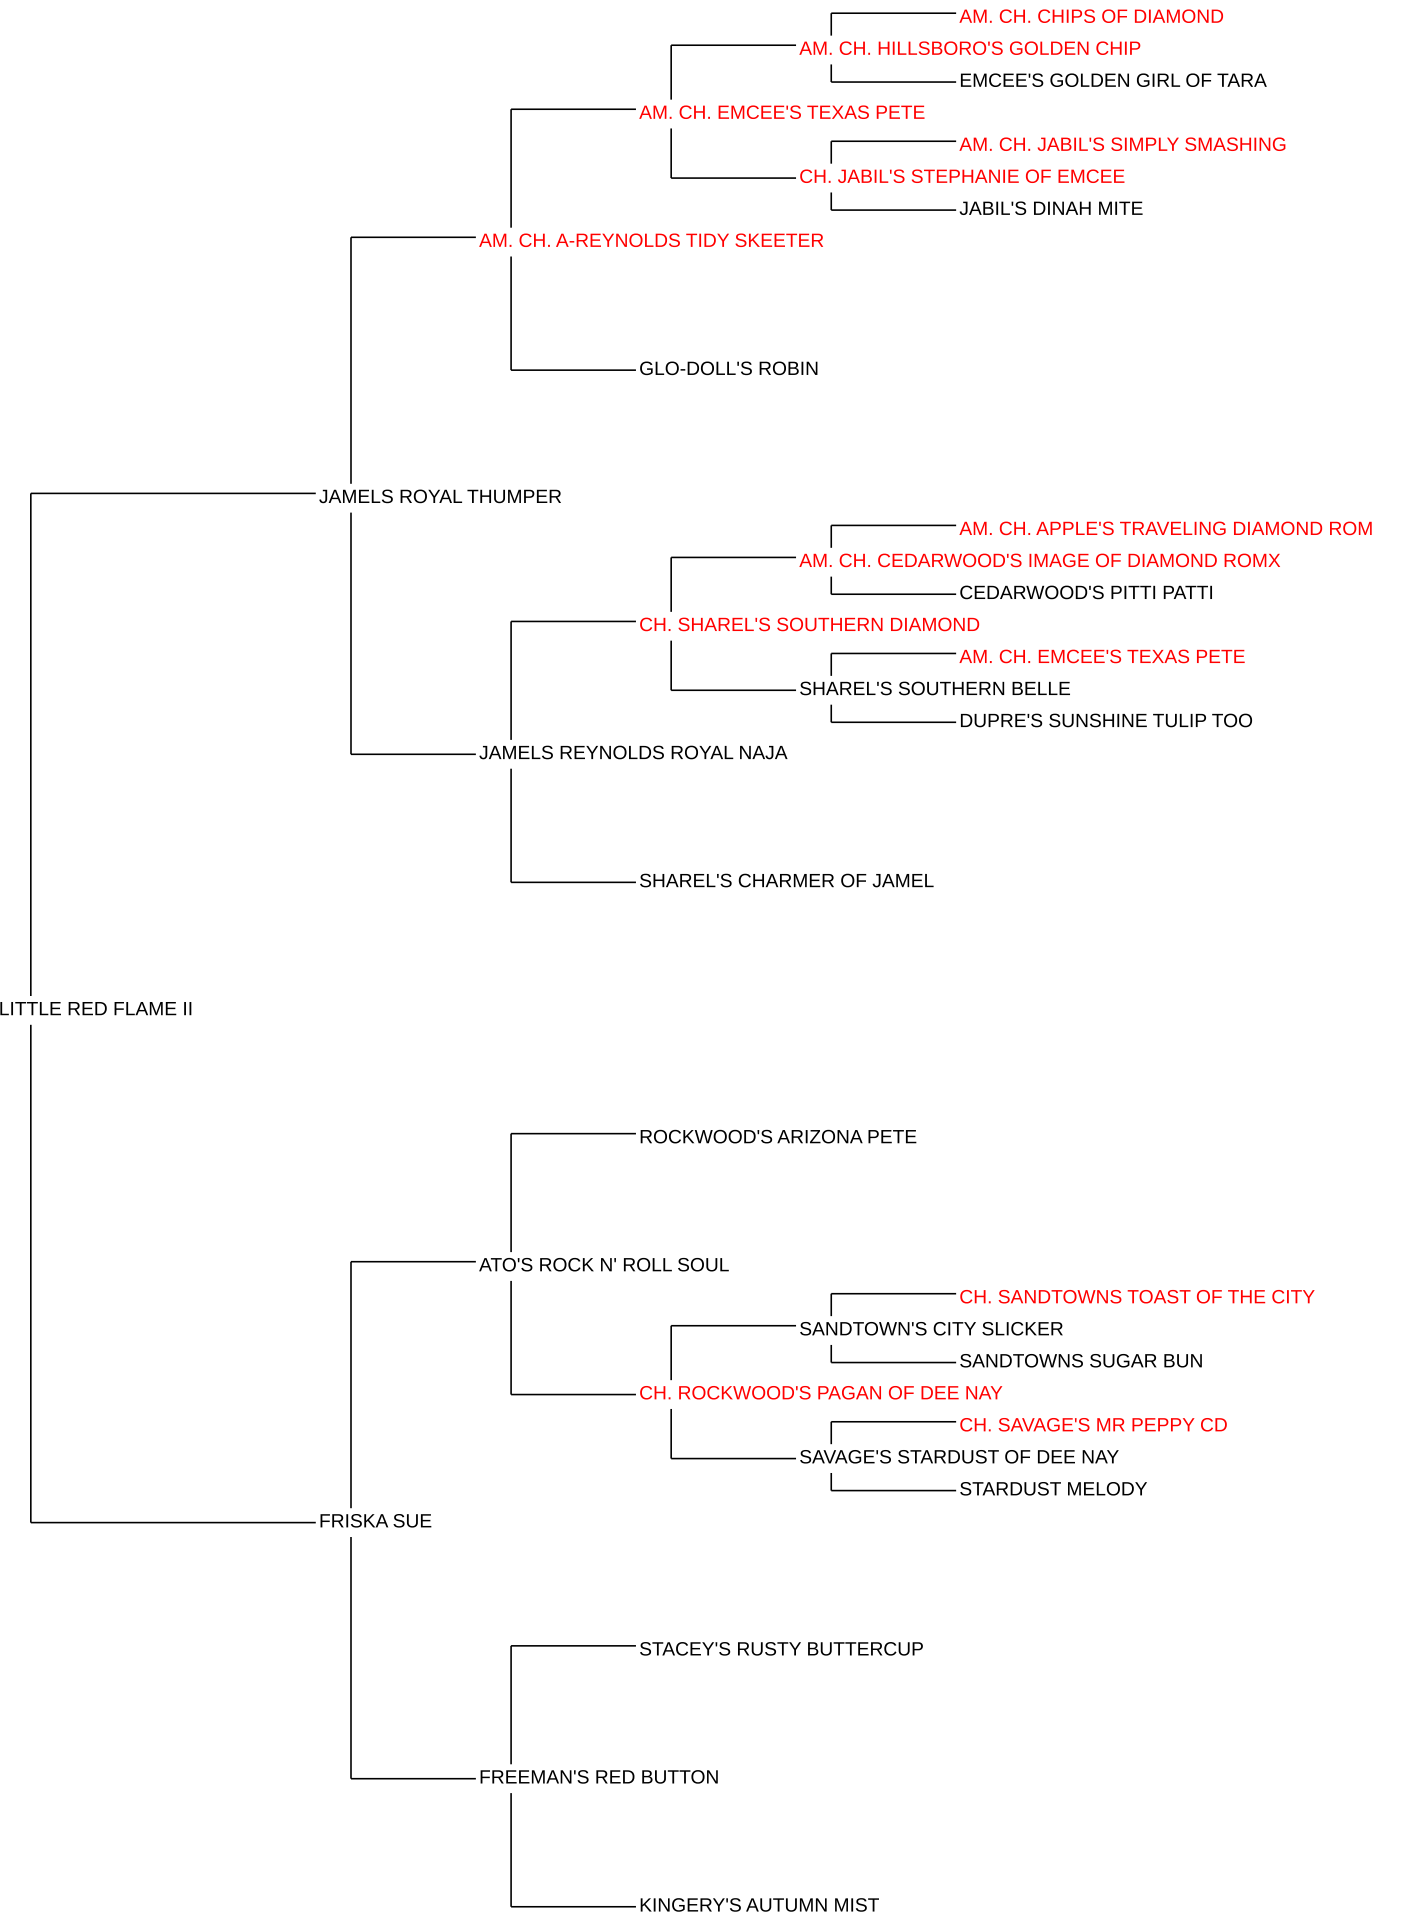 AM. CH. CHIPS OF DIAMOND
AM. CH. HILLSBORO'S GOLDEN CHIP
EMCEE'S GOLDEN GIRL OF TARA
AM. CH. EMCEE'S TEXAS PETE
AM. CH. JABIL'S SIMPLY SMASHING
CH. JABIL'S STEPHANIE OF EMCEE
JABIL'S DINAH MITE
AM. CH. A-REYNOLDS TIDY SKEETER
GLO-DOLL'S ROBIN
JAMELS ROYAL THUMPER
AM. CH. APPLE'S TRAVELING DIAMOND ROM
AM. CH. CEDARWOOD'S IMAGE OF DIAMOND ROMX
CEDARWOOD'S PITTI PATTI
CH. SHAREL'S SOUTHERN DIAMOND
AM. CH. EMCEE'S TEXAS PETE
SHAREL'S SOUTHERN BELLE
DUPRE'S SUNSHINE TULIP TOO
JAMELS REYNOLDS ROYAL NAJA
SHAREL'S CHARMER OF JAMEL
LITTLE RED FLAME II
ROCKWOOD'S ARIZONA PETE
ATO'S ROCK N' ROLL SOUL
CH. SANDTOWNS TOAST OF THE CITY
SANDTOWN'S CITY SLICKER
SANDTOWNS SUGAR BUN
CH. ROCKWOOD'S PAGAN OF DEE NAY
CH. SAVAGE'S MR PEPPY CD
SAVAGE'S STARDUST OF DEE NAY
STARDUST MELODY
FRISKA SUE
STACEY'S RUSTY BUTTERCUP
FREEMAN'S RED BUTTON
KINGERY'S AUTUMN MIST